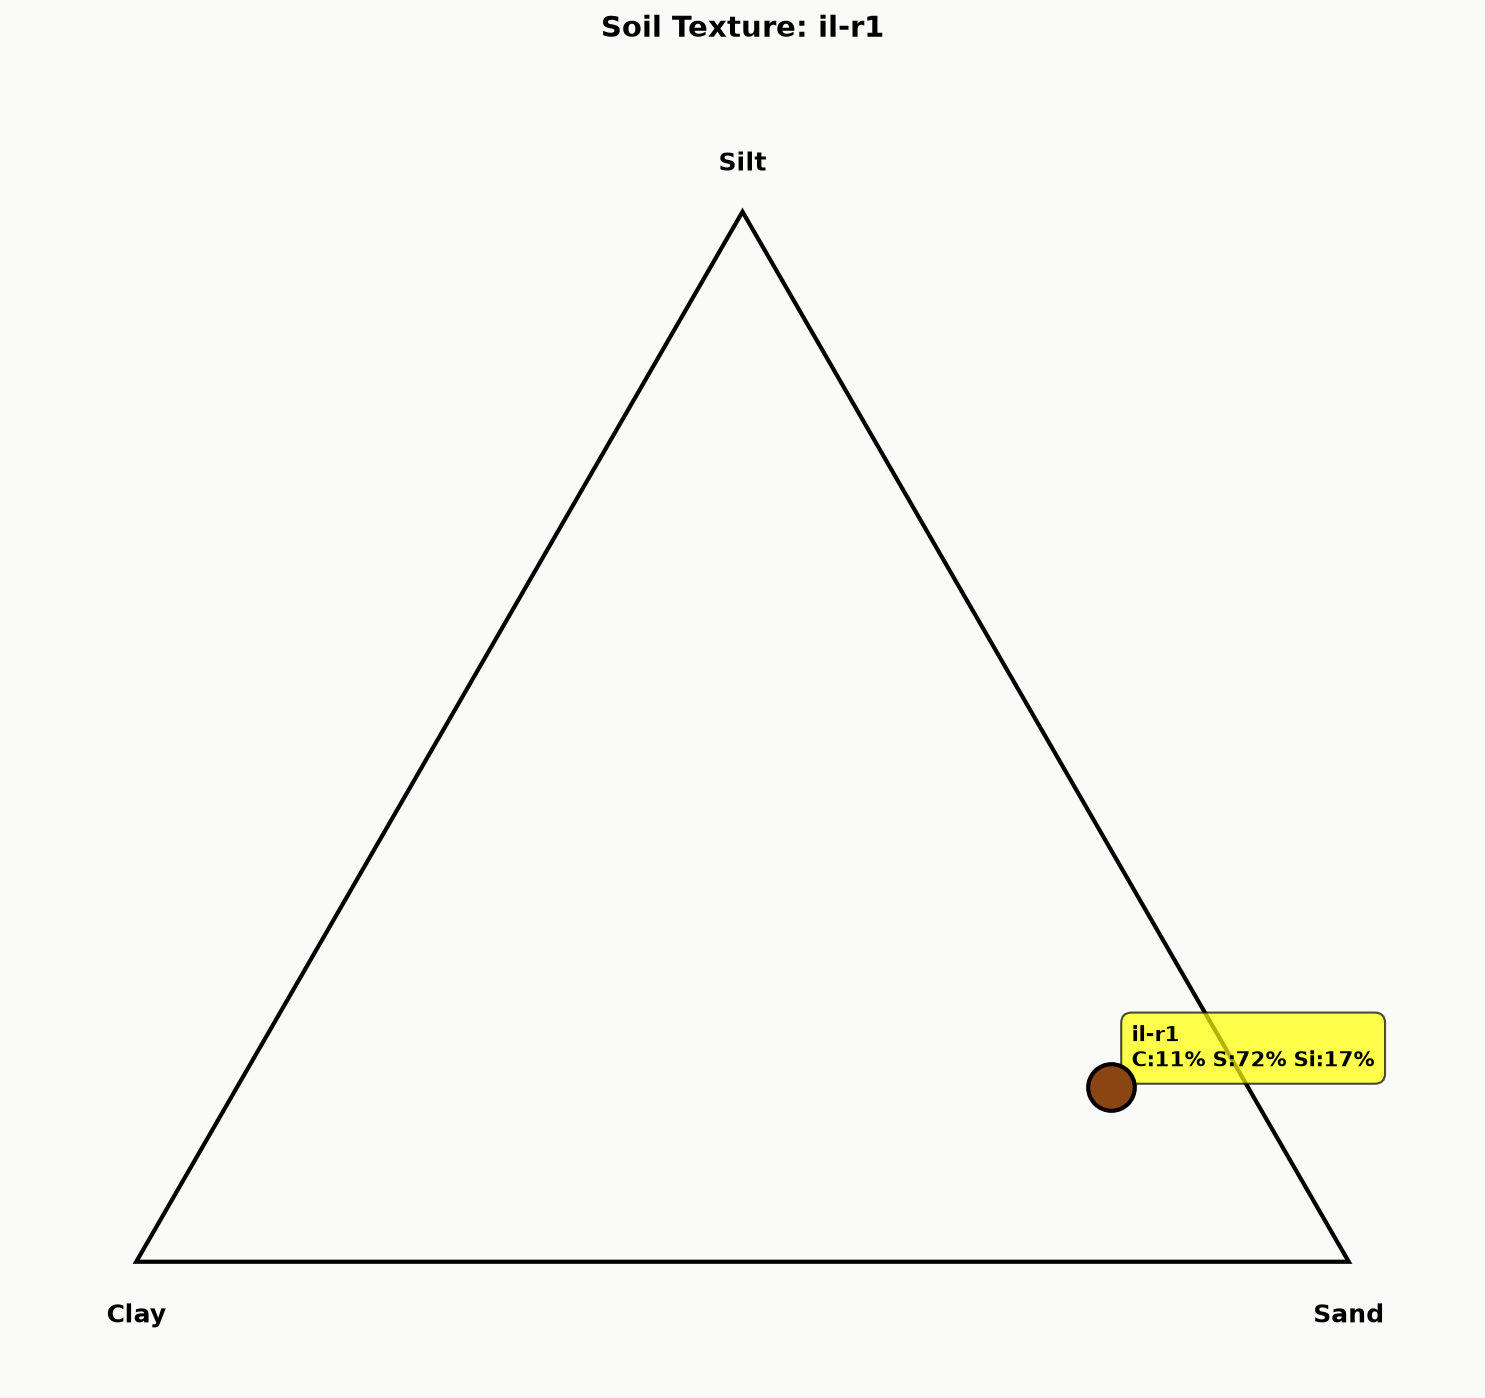 Soil Texture: il-r1
Silt
il-r1
C:11% S:72% Si:17%
Clay
Sand